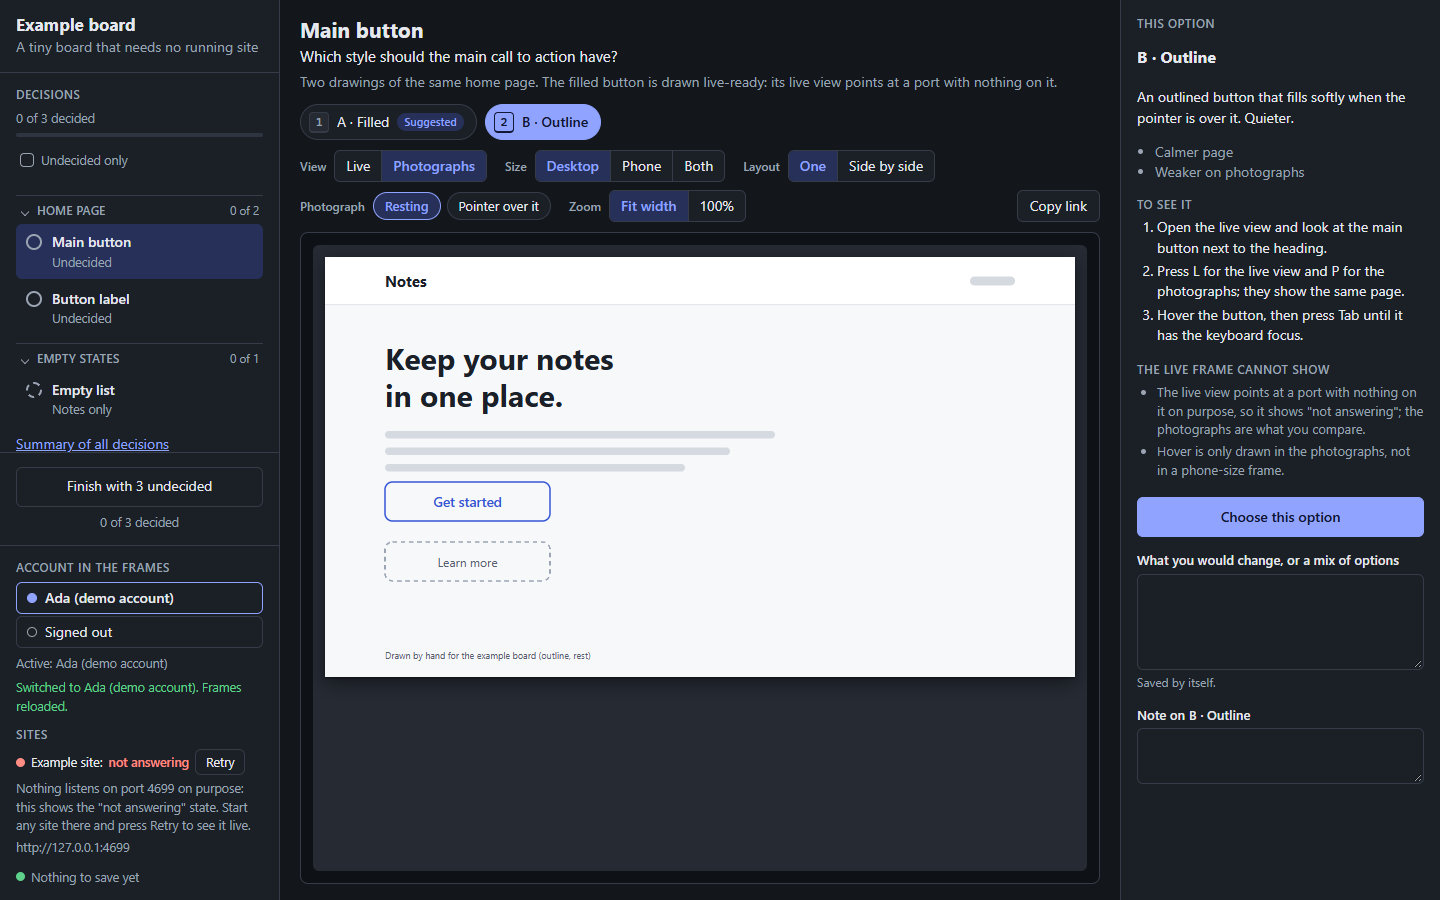 Example board
A tiny board that needs no running site
DECISIONS
0 of 3 decided
Undecided only
HOME PAGE 0 of 2
Main button
Undecided
Button label
Undecided
EMPTY STATES 0 of 1
Empty list
Notes only
Summary of all decisions
Finish with 3 undecided
0 of 3 decided
ACCOUNT IN THE FRAMES
Ada (demo account)
Signed out
Active: Ada (demo account)
Switched to Ada (demo account). Frames
reloaded.
SITES
Example site: not answering Retry
Nothing listens on port 4699 on purpose:
this shows the "not answering" state. Start
any site there and press Retry to see it live.
http://127.0.0.1:4699
Nothing to save yet
Main button
Which style should the main call to action have?
Two drawings of the same home page. The filled button is drawn live-ready: its live view points at a port with nothing on it.
1 A · Filled Suggested 2 B · Outline
View Live Photographs Size Desktop Phone Both Layout One Side by side
Photograph Resting Pointer over it Zoom Fit width 100% Copy link
Notes
Keep your notes
in one place.
Get started
Learn more
Drawn by hand for the example board (outline, rest)
THIS OPTION
B · Outline
An outlined button that fills softly when the
pointer is over it. Quieter.
• Calmer page
• Weaker on photographs
TO SEE IT
1. Open the live view and look at the main
button next to the heading.
2. Press L for the live view and P for the
photographs; they show the same page.
3. Hover the button, then press Tab until it
has the keyboard focus.
THE LIVE FRAME CANNOT SHOW
• The live view points at a port with nothing on
it on purpose, so it shows "not answering"; the
photographs are what you compare.
• Hover is only drawn in the photographs, not
in a phone-size frame.
Choose this option
What you would change, or a mix of options
Saved by itself.
Note on B · Outline